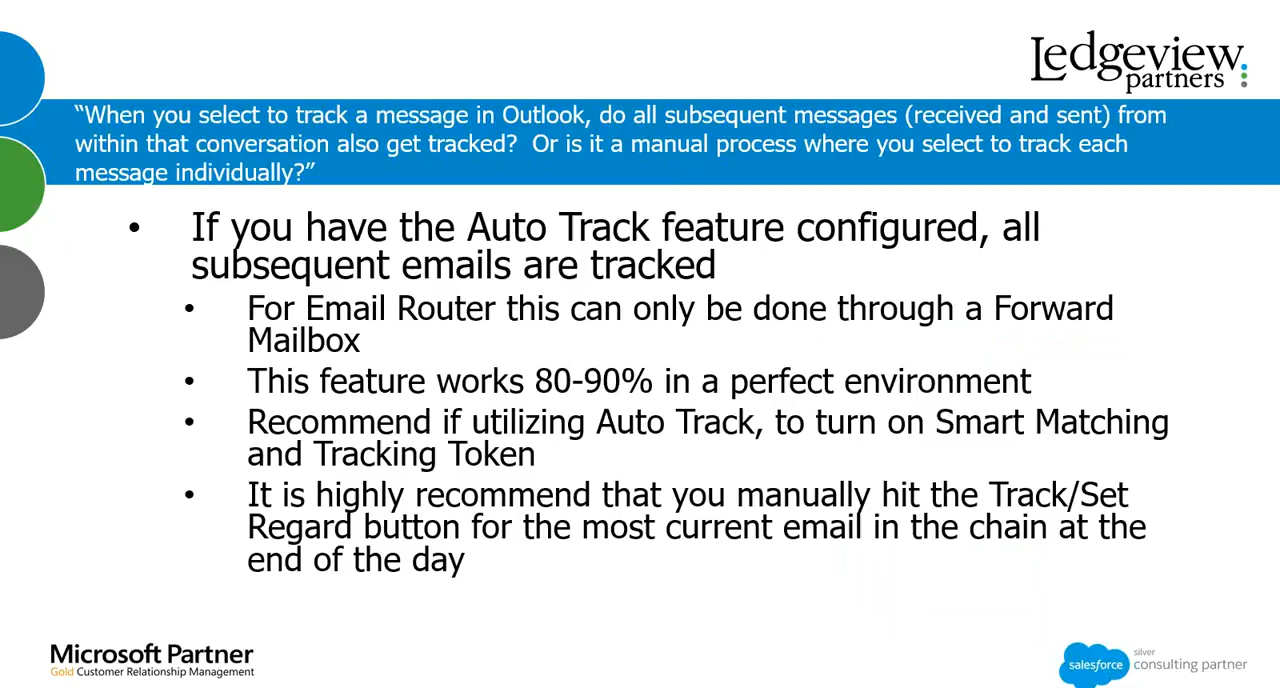 Ledgeview
partners
“When you select to track a message in Outlook, do all subsequent messages (received and sent) from
within that conversation also get tracked?  Or is it a manual process where you select to track each
message individually?”
• If you have the Auto Track feature configured, all
subsequent emails are tracked
• For Email Router this can only be done through a Forward
Mailbox
• This feature works 80-90% in a perfect environment
• Recommend if utilizing Auto Track, to turn on Smart Matching
and Tracking Token
• It is highly recommend that you manually hit the Track/Set
Regard button for the most current email in the chain at the
end of the day
Microsoft Partner
Gold Customer Relationship Management
salesforce
silver
consulting partner